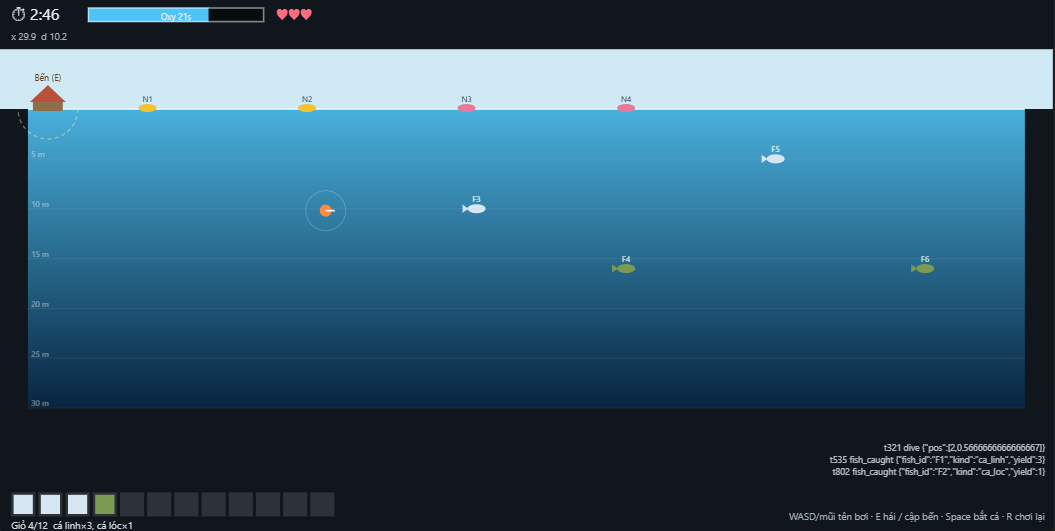 ⏱ 2:46
Oxy 21s
x 29.9 d 10.2
Bến (E)
N1
N2
N3
N4
5 m
F5
10 m
F3
15 m
F4
F6
20 m
25 m
30 m
t321 dive {"pos":[2,0.5666666666666667]}
t535 fish_caught {"fish_id":"F1","kind":"ca_linh","yield":3}
t802 fish_caught {"fish_id":"F2","kind":"ca_loc","yield":1}
Giỏ 4/12 cá linh×3, cá lóc×1
WASD/mũi tên bơi · E hái / cập bến · Space bắt cá · R chơi lại